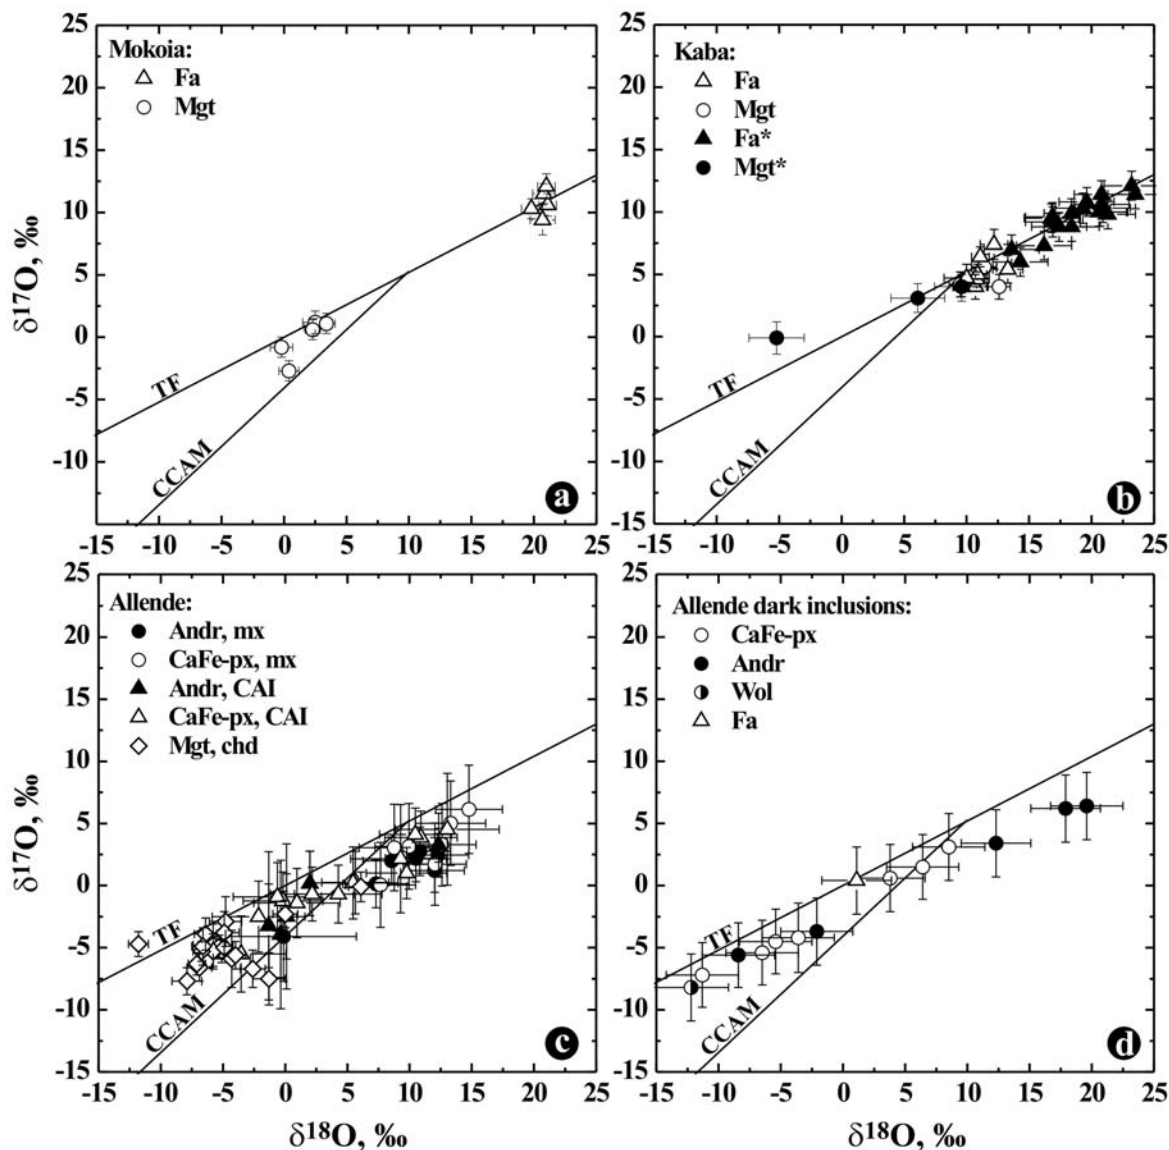 25
20
15
10
5
0
-5
-10
-15
δ17O, ‰
Mokoia:
Fa
Mgt
TF
CCAM
a
-15 -10 -5 0 5 10 15 20 25
25
20
15
10
5
0
-5
-10
-15
Kaba:
Fa
Mgt
Fa*
Mgt*
TF
CCAM
b
-15 -10 -5 0 5 10 15 20 25
25
20
15
10
5
0
-5
-10
-15
δ17O, ‰
Allende:
Andr, mx
CaFe-px, mx
Andr, CAI
CaFe-px, CAI
Mgt, chd
TF
CCAM
c
-15 -10 -5 0 5 10 15 20 25
δ18O, ‰
25
20
15
10
5
0
-5
-10
-15
Allende dark inclusions:
CaFe-px
Andr
Wol
Fa
TF
CCAM
d
-15 -10 -5 0 5 10 15 20 25
δ18O, ‰